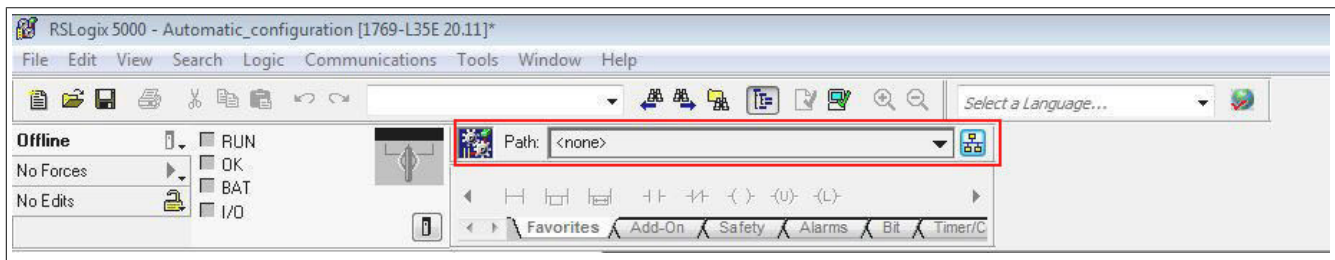 RSLogix 5000 - Automatic_configuration [1769-L35E 20.11]*
File Edit View Search Logic Communications Tools Window Help
Select a Language...
Offline RUN Path: <none>
No Forces OK
BAT
No Edits I/O
(U) (L)
Favorites Add-On Safety Alarms Bit Timer/C